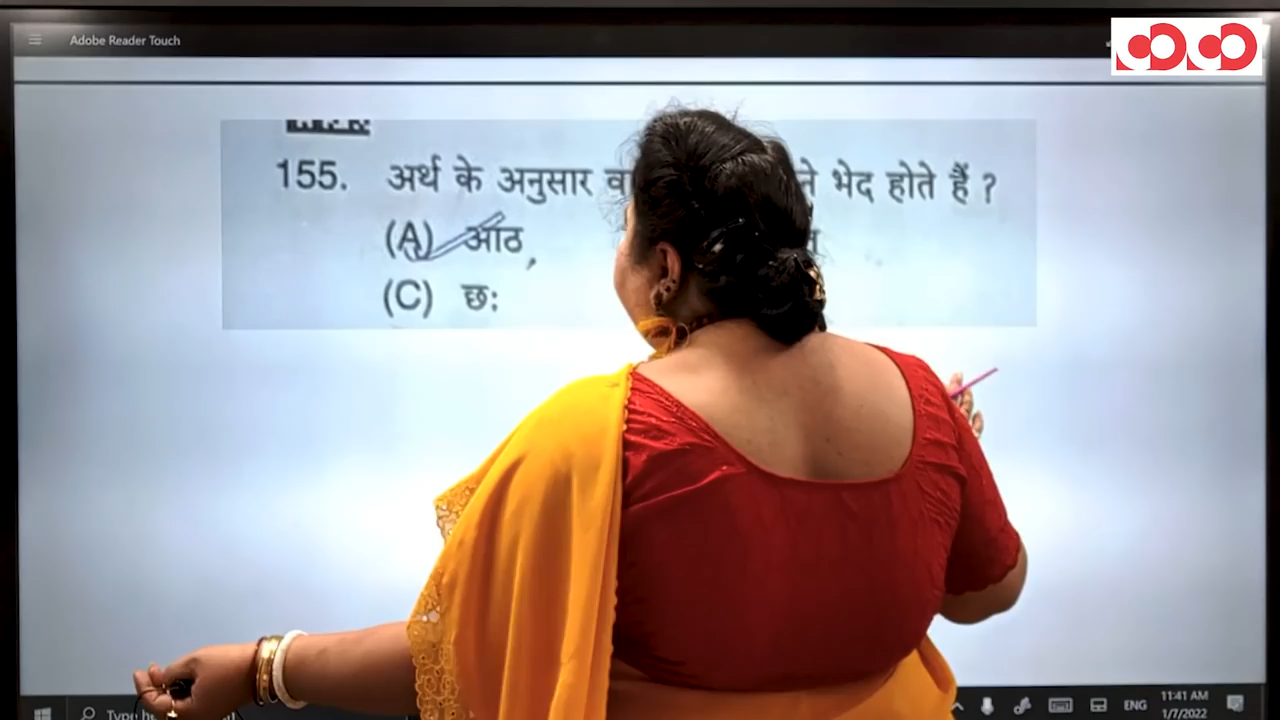 Adobe Reader Touch
155. अर्थ के अनुसार भेद होते हैं ?
(A) आठ
(C) छः
ENG
11:41 AM
1/7/2022